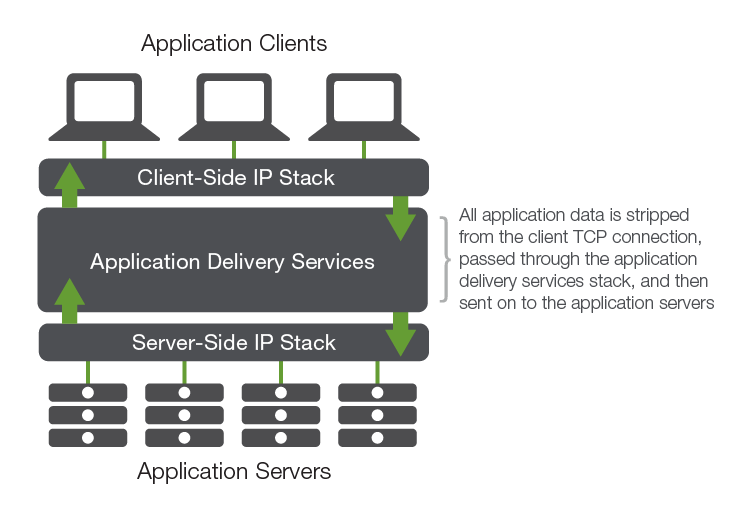 Application Clients
Client-Side IP Stack
Application Delivery Services
All application data is stripped
from the client TCP connection,
passed through the application
delivery services stack, and then
sent on to the application servers
Server-Side IP Stack
Application Servers